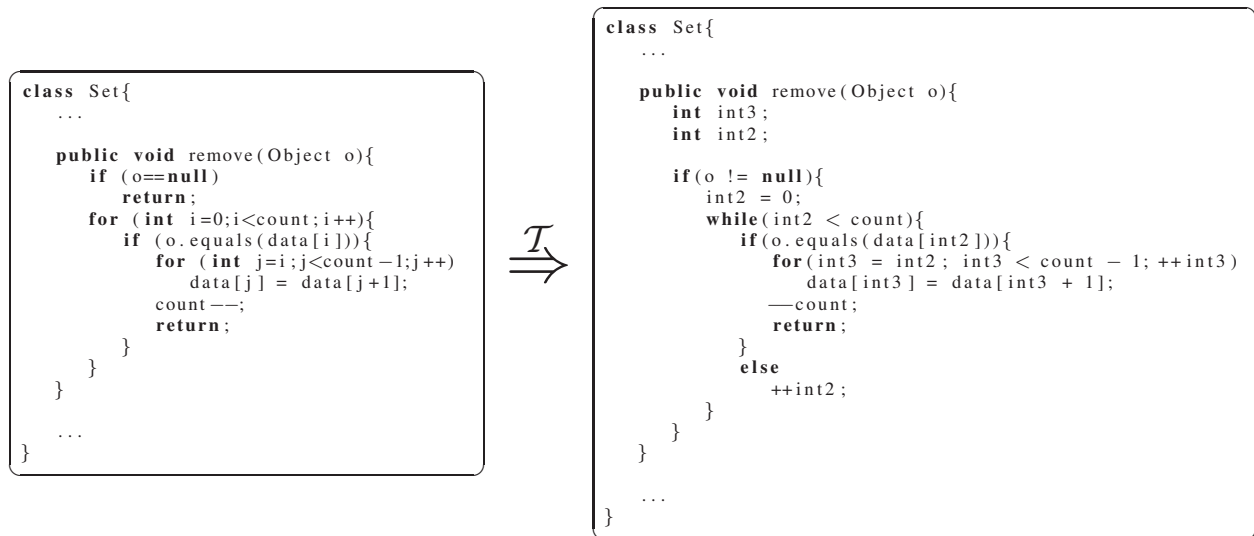 class Set{
...
public void remove(Object o){
if (o==null)
return;
for (int i=0;i<count;i++){
if (o.equals(data[i])){
for (int j=i;j<count-1;j++)
data[j] = data[j+1];
count--;
return;
}
}
}
...
}
T
class Set{
...
public void remove(Object o){
int int3;
int int2;
if(o != null){
int2 = 0;
while(int2 < count){
if(o.equals(data[int2])){
for(int3 = int2; int3 < count - 1; ++int3)
data[int3] = data[int3 + 1];
--count;
return;
}
else
++int2;
}
}
}
...
}